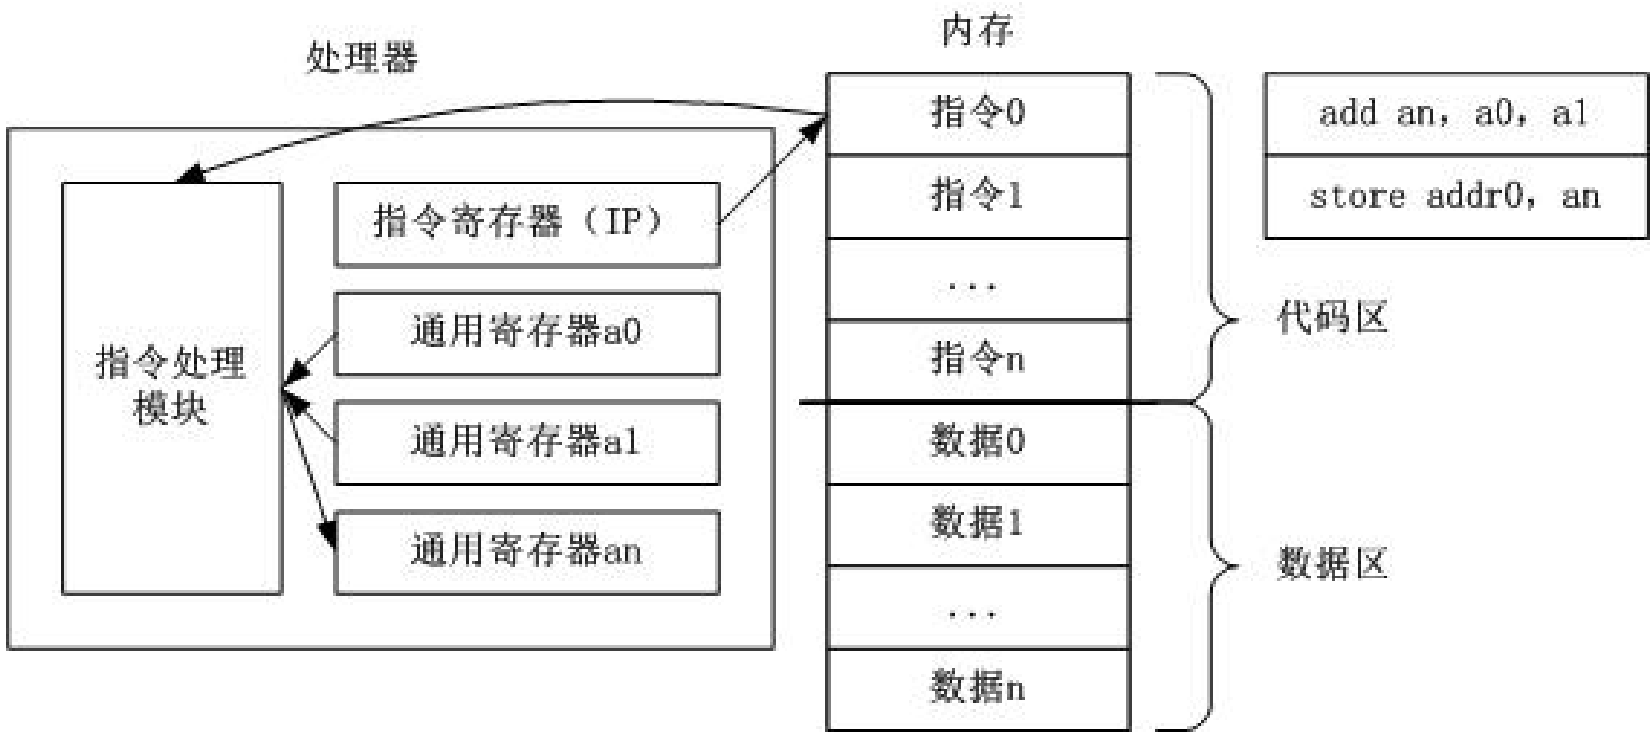 处理器
内存
指令处理
模块
指令寄存器（IP）
通用寄存器a0
通用寄存器a1
通用寄存器an
指令0
指令1
...
指令n
数据0
数据1
...
数据n
代码区
数据区
add an, a0, a1
store addr0, an